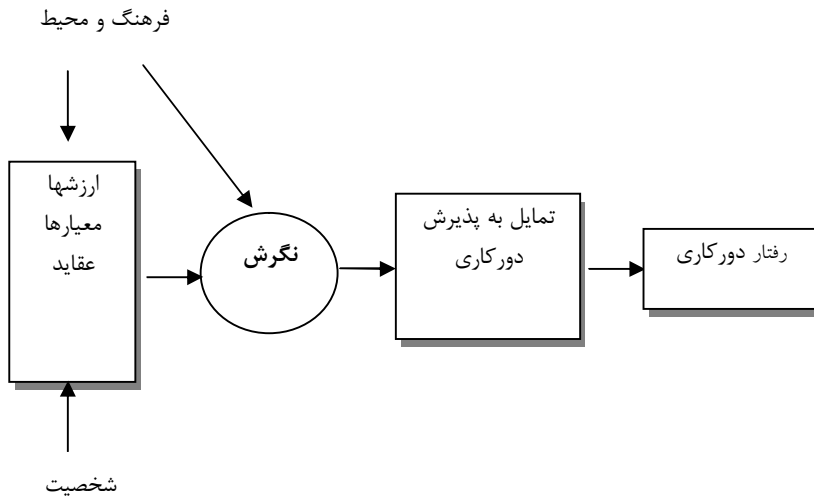 فرهنگ و محیط
ارزشها
معیارها
عقاید
نگرش
تمایل به پذیرش
دورکاری
رفتار دورکاری
شخصیت